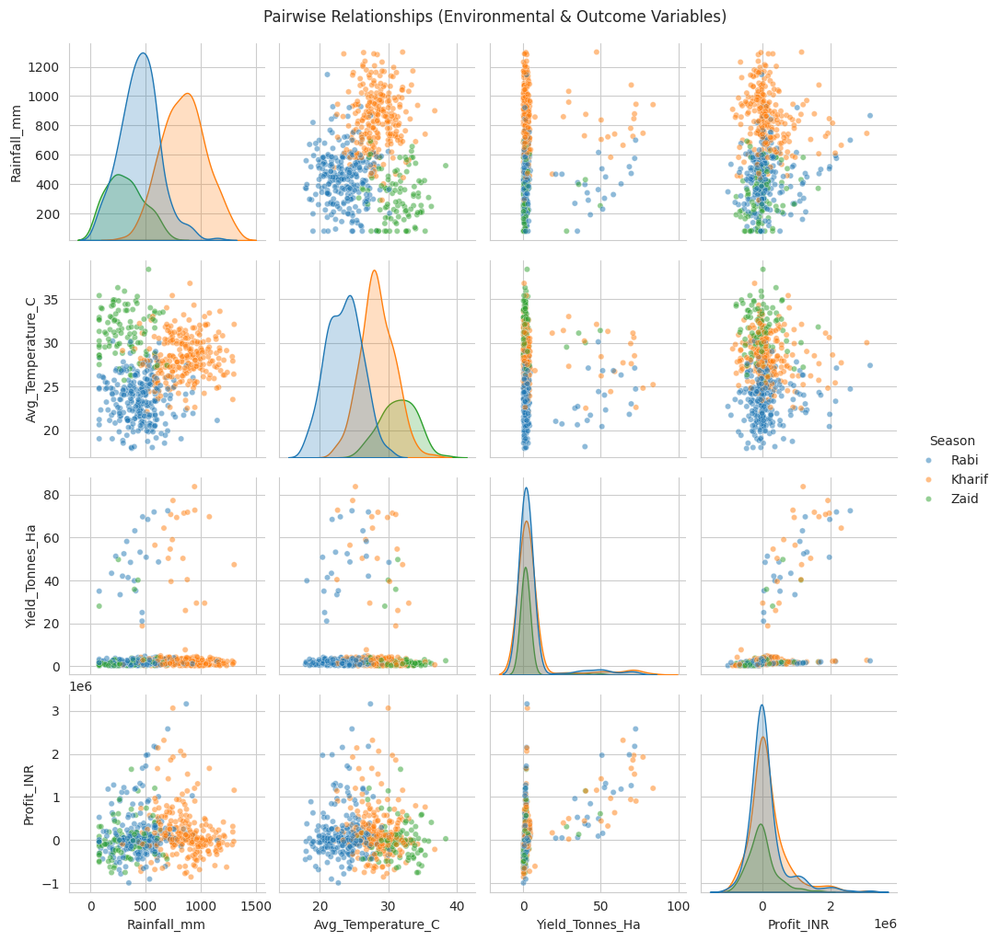 Pairwise Relationships (Environmental & Outcome Variables)
1200
1000
800
600
400
200
Rainfall_mm
35
30
25
20
Avg_Temperature_C
Season
Rabi
Kharif
Zaid
80
60
40
20
0
Yield_Tonnes_Ha
1e6
3
2
1
0
−1
Profit_INR
0 500 1000 1500 20 30 40 0 50 100 0 2
1e6
Rainfall_mm Avg_Temperature_C Yield_Tonnes_Ha Profit_INR